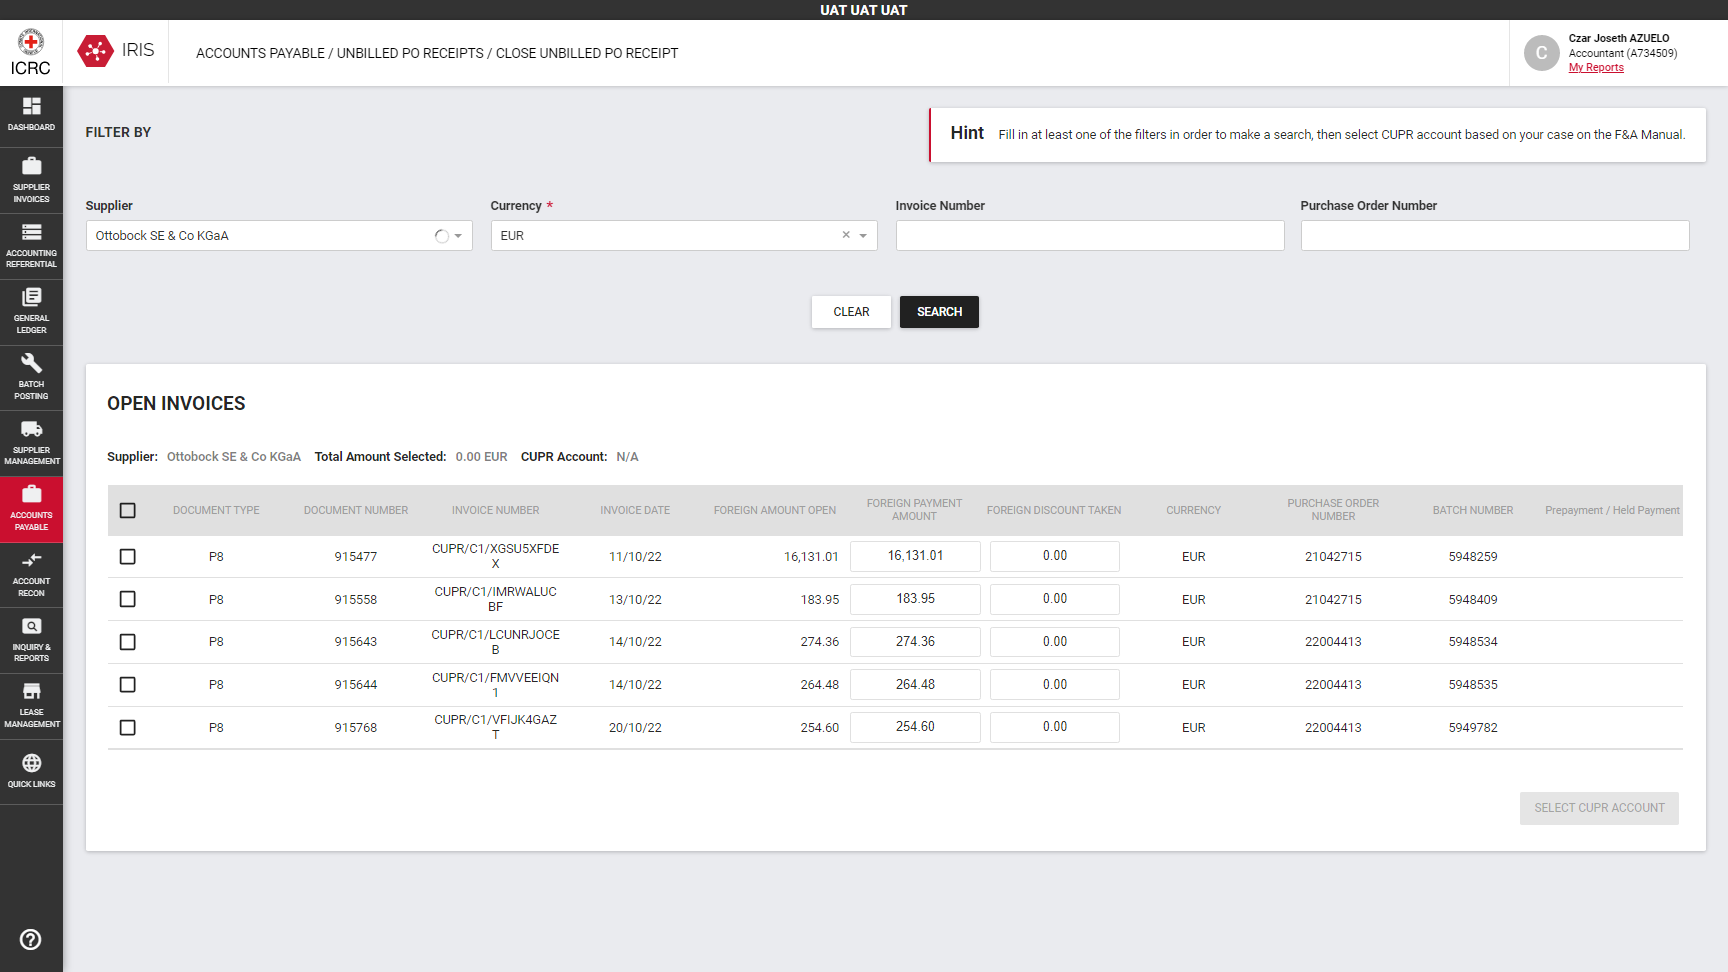 UAT UAT UAT
ICRC
IRIS
ACCOUNTS PAYABLE / UNBILLED PO RECEIPTS / CLOSE UNBILLED PO RECEIPT
C
Czar Joseth AZUELO
Accountant (A734509)
My Reports
DASHBOARD
SUPPLIER
INVOICES
ACCOUNTING
REFERENTIAL
GENERAL
LEDGER
BATCH
POSTING
SUPPLIER
MANAGEMENT
ACCOUNTS
PAYABLE
ACCOUNT
RECON
INQUIRY &
REPORTS
LEASE
MANAGEMENT
QUICK LINKS
FILTER BY
Hint Fill in at least one of the filters in order to make a search, then select CUPR account based on your case on the F&A Manual.
Supplier Currency * Invoice Number Purchase Order Number
Ottobock SE & Co KGaA EUR ×
CLEAR SEARCH
OPEN INVOICES
Supplier: Ottobock SE & Co KGaA Total Amount Selected: 0.00 EUR CUPR Account: N/A
DOCUMENT TYPE DOCUMENT NUMBER INVOICE NUMBER INVOICE DATE FOREIGN AMOUNT OPEN FOREIGN PAYMENT AMOUNT FOREIGN DISCOUNT TAKEN CURRENCY PURCHASE ORDER NUMBER BATCH NUMBER Prepayment / Held Payment
P8 915477 CUPR/C1/XGSU5XFDE
X 11/10/22 16,131.01 16,131.01 0.00 EUR 21042715 5948259
P8 915558 CUPR/C1/IMRWALUC
BF 13/10/22 183.95 183.95 0.00 EUR 21042715 5948409
P8 915643 CUPR/C1/LCUNRJOCE
B 14/10/22 274.36 274.36 0.00 EUR 22004413 5948534
P8 915644 CUPR/C1/FMVVEEIQN
1 14/10/22 264.48 264.48 0.00 EUR 22004413 5948535
P8 915768 CUPR/C1/VFIJK4GAZ
T 20/10/22 254.60 254.60 0.00 EUR 22004413 5949782
SELECT CUPR ACCOUNT